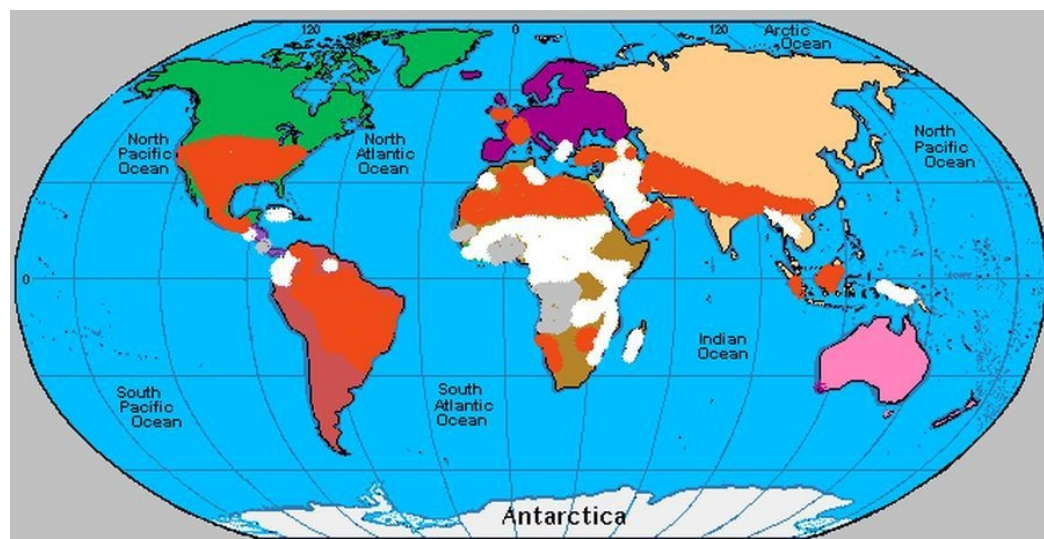 120
0
120
Arctic
Ocean
North
Pacific
Ocean
North
Atlantic
Ocean
North
Pacific
Ocean
0
Indian
Ocean
South
Pacific
Ocean
South
Atlantic
Ocean
Antarctica